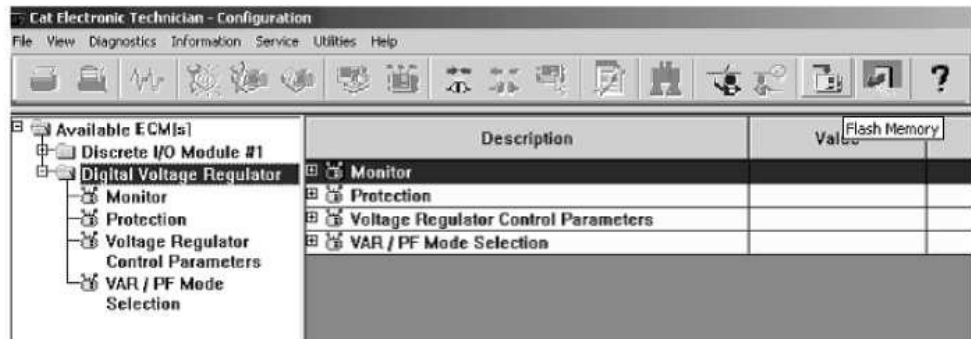 Cat Electronic Technician - Configuration
File View Diagnostics Information Service Utilities Help
?
Available ECM[s]
Discrete I/O Module #1
Digital Voltage Regulator
Monitor
Protection
Voltage Regulator
Control Parameters
VAR / PF Mode
Selection
Description
Flash Memory
Monitor
Protection
Voltage Regulator Control Parameters
VAR / PF Mode Selection